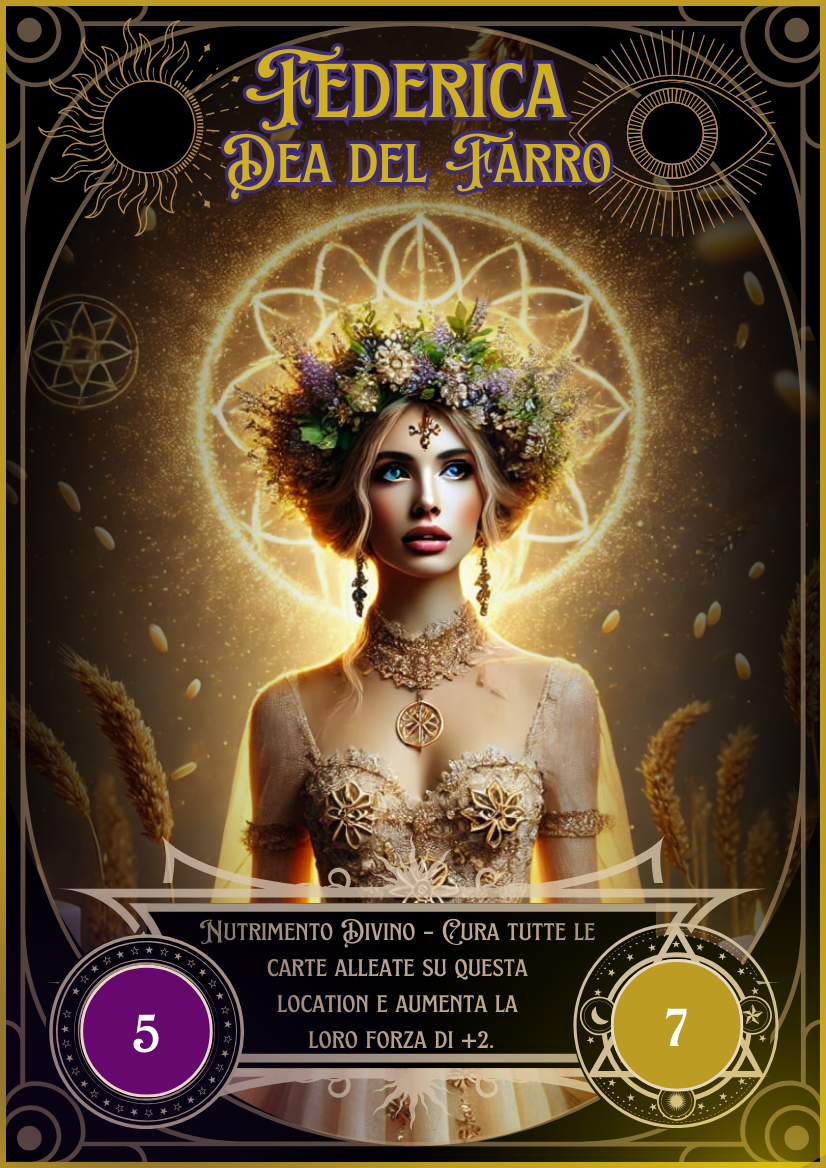 Federica
Dea del Farro
Nutrimento Divino - Cura tutte le
carte alleate su questa
location e aumenta la
loro forza di +2.
5
7